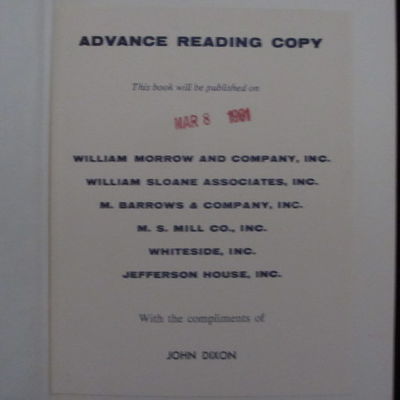 ADVANCE READING COPY
This book will be published on
MAR 8 1961
WILLIAM MORROW AND COMPANY, INC.
WILLIAM SLOANE ASSOCIATES, INC.
M. BARROWS & COMPANY, INC.
M. S. MILL CO., INC.
WHITESIDE, INC.
JEFFERSON HOUSE, INC.
With the compliments of
JOHN DIXON